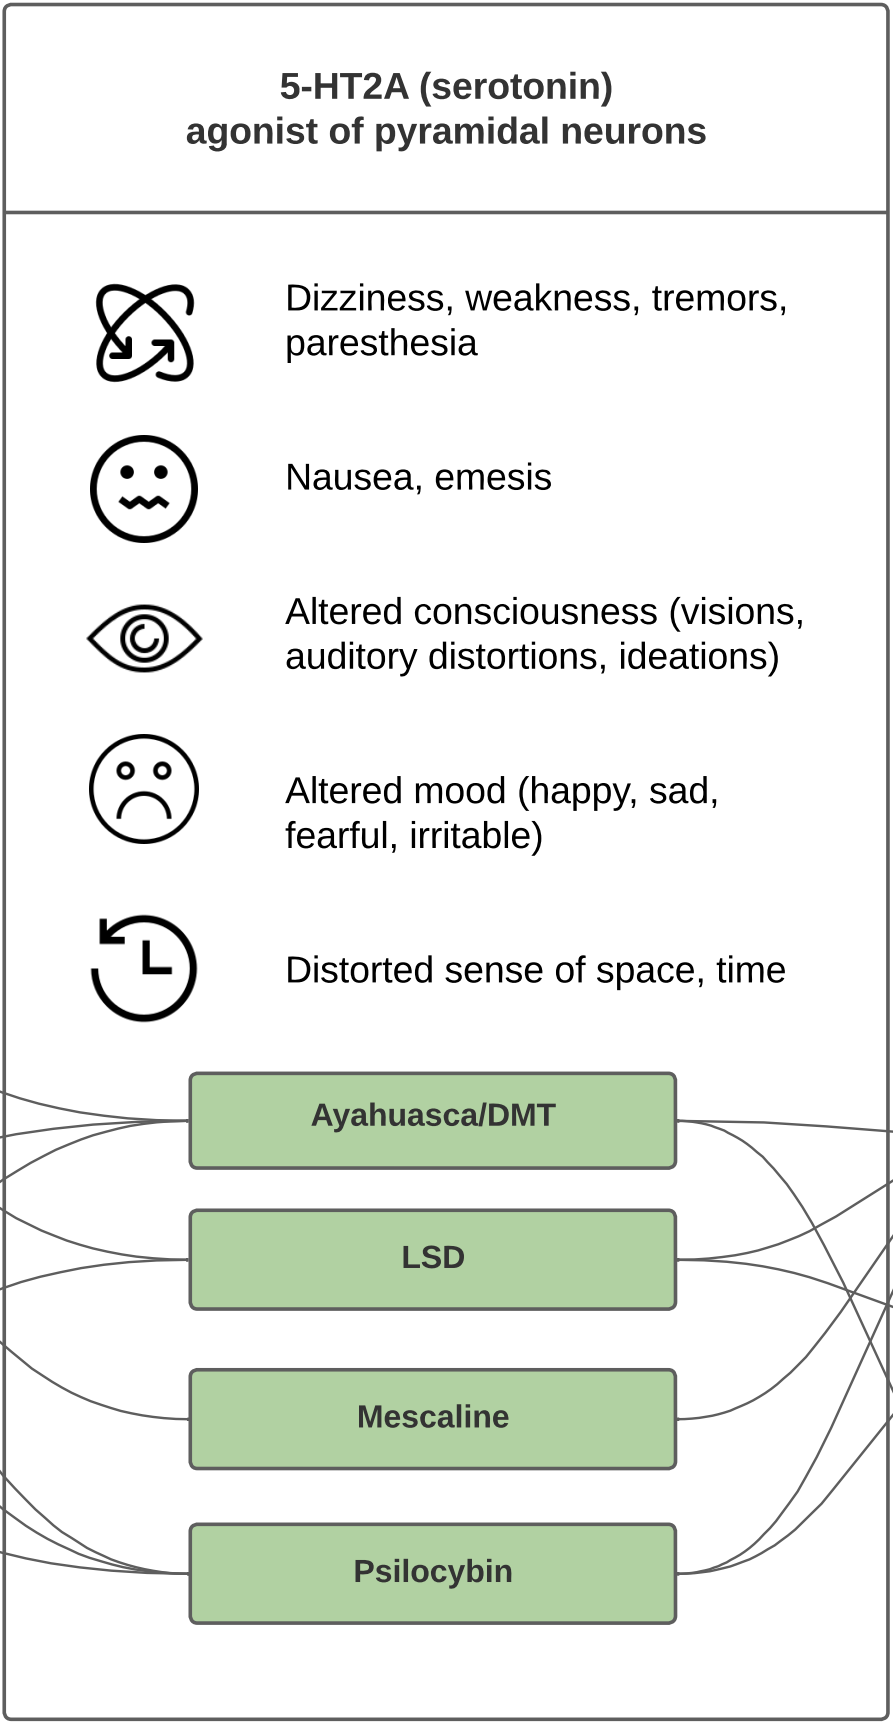 5-HT2A (serotonin)
agonist of pyramidal neurons
Dizziness, weakness, tremors,
paresthesia
Nausea, emesis
Altered consciousness (visions,
auditory distortions, ideations)
Altered mood (happy, sad,
fearful, irritable)
Distorted sense of space, time
Ayahuasca/DMT
LSD
Mescaline
Psilocybin